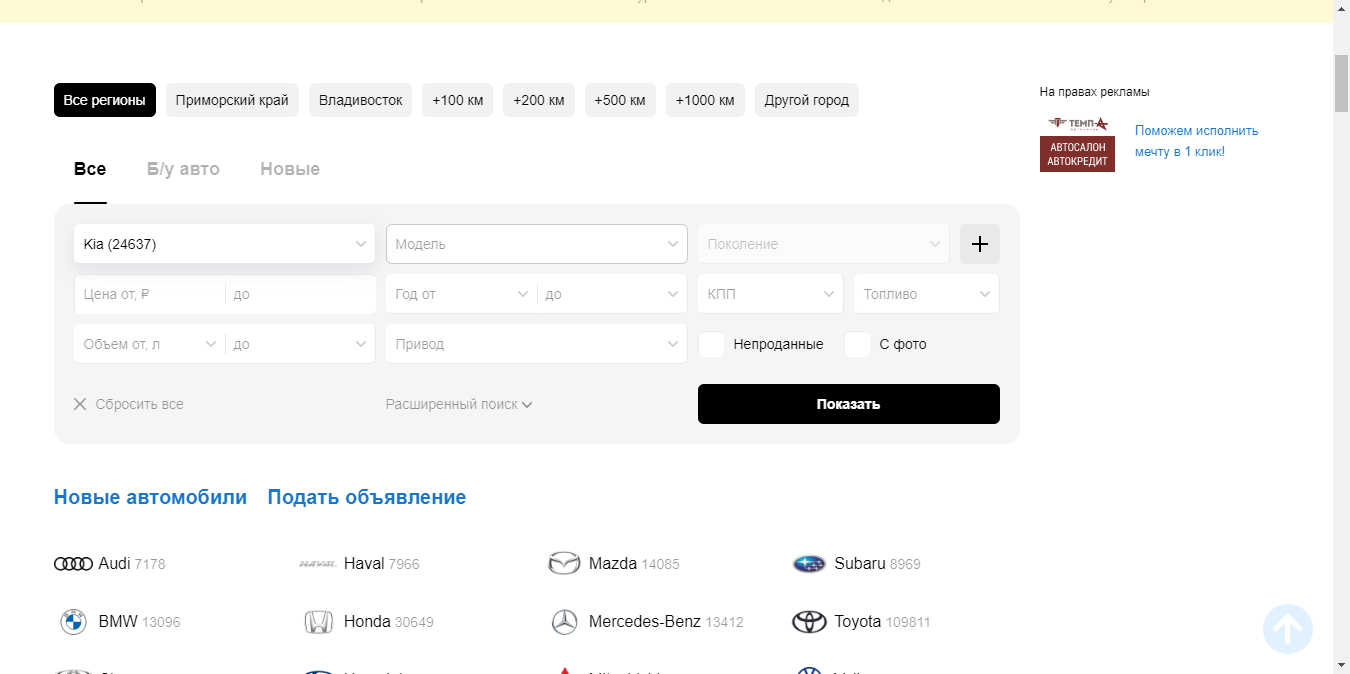 Все регионы Приморский край Владивосток +100 км +200 км +500 км +1000 км Другой город
На правах рекламы
ТЕМП А
АВТОСАЛОН
АВТОКРЕДИТ
Поможем исполнить
мечту в 1 клик!
Все Б/у авто Новые
Kia (24637) Модель Поколение
Цена от, ₽ до Год от до КПП Топливо
Объем от, л до Привод Непроданные С фото
Сбросить все Расширенный поиск Показать
Новые автомобили Подать объявление
Audi 7178 HAVAL Haval 7966 Mazda 14085 Subaru 8969
BMW 13096 Honda 30649 Mercedes-Benz 13412 Toyota 109811